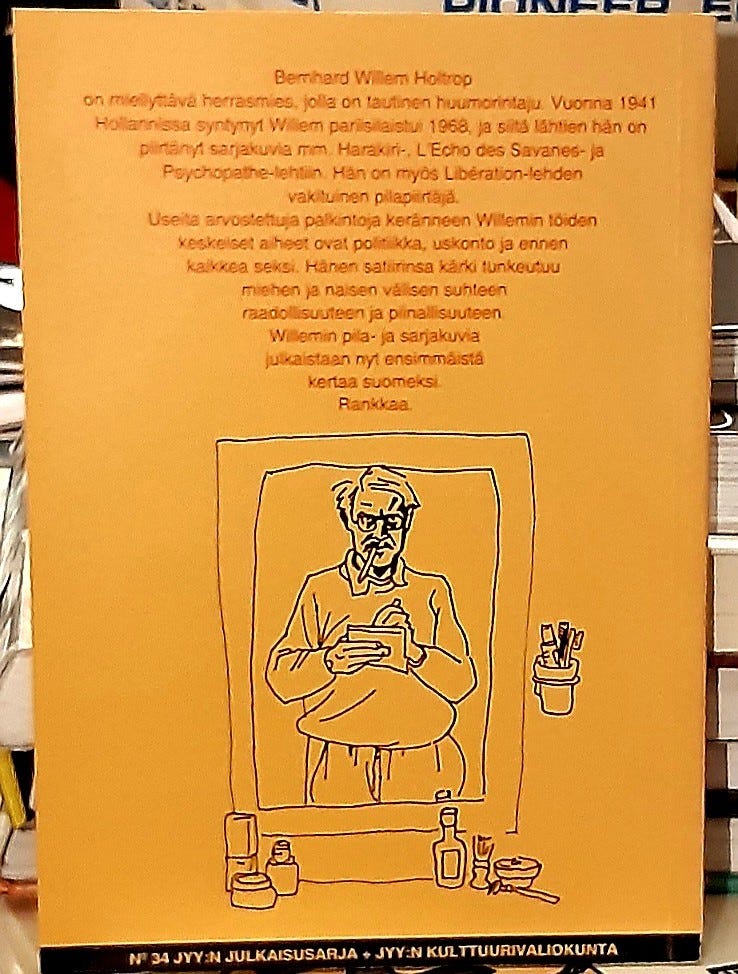 PIONEER
Bernhard Willem Holtrop
on miellyttävä herrasmies, jolla on tautinen huumorintaju. Vuonna 1941
Hollannissa syntynyt Willem pariisilaistui 1968, ja siitä lähtien hän on
piirtänyt sarjakuvia mm. Harakiri-, L'Echo des Savanes- ja
Psychopathe-lehtiin. Hän on myös Libération-lehden
vakituinen pilapiirtäjä.
Useita arvostettuja palkintoja keränneen Willemin töiden
keskeiset aiheet ovat politiikka, uskonto ja ennen
kaikkea seksi. Hänen satiirinsa kärki tunkeutuu
miehen ja naisen välisen suhteen
raadollisuuteen ja piinallisuuteen.
Willemin pila- ja sarjakuvia
julkaistaan nyt ensimmäistä
kertaa suomeksi.
Rankkaa.
Nº 34 JYY:N JULKAISUSARJA + JYY:N KULTTUURIVALIOKUNTA